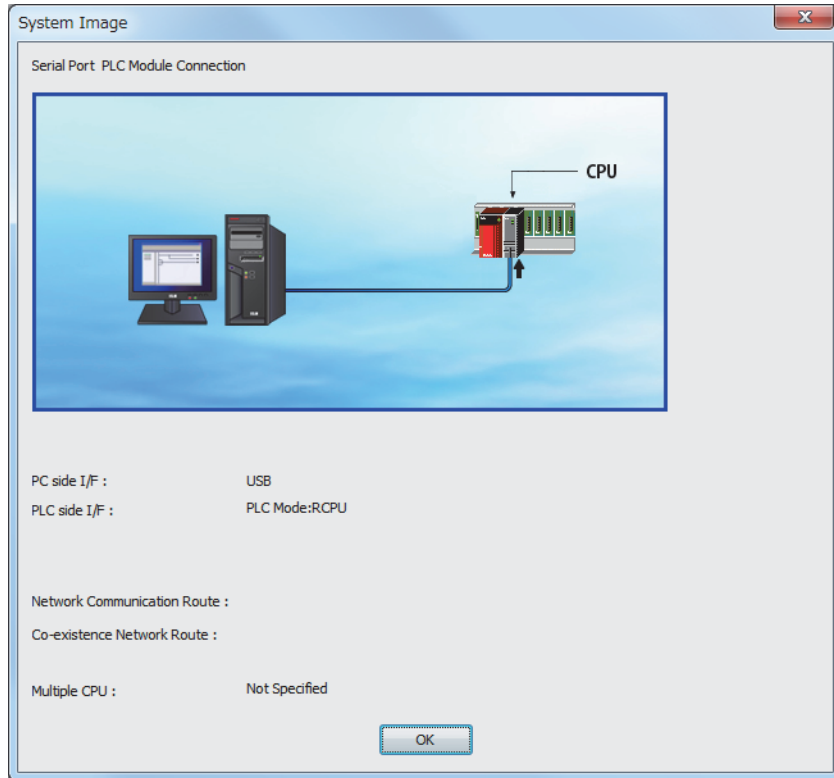 System Image
Serial Port PLC Module Connection
CPU
PC side I/F : USB
PLC side I/F : PLC Mode:RCPU
Network Communication Route :
Co-existence Network Route :
Multiple CPU : Not Specified
OK